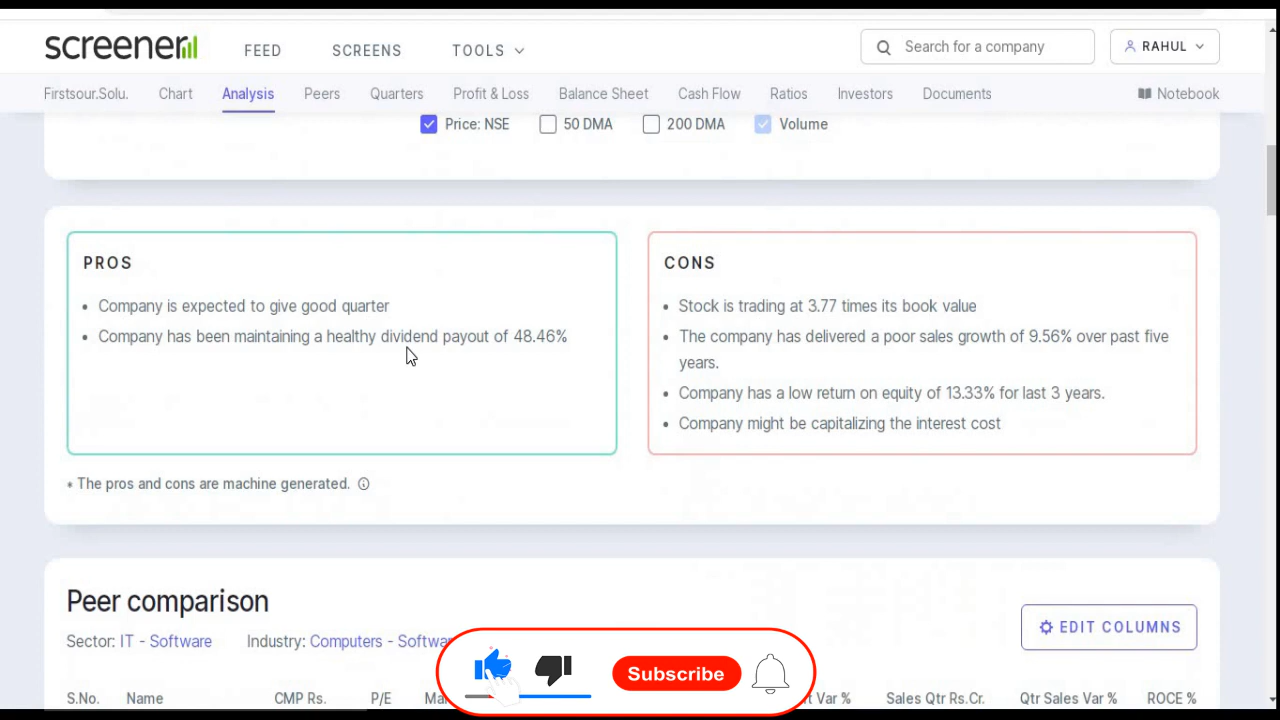 screener FEED SCREENS TOOLS Search for a company RAHUL
Firstsour.Solu. Chart Analysis Peers Quarters Profit & Loss Balance Sheet Cash Flow Ratios Investors Documents Notebook
Price: NSE 50 DMA 200 DMA Volume
PROS
• Company is expected to give good quarter
• Company has been maintaining a healthy dividend payout of 48.46%
CONS
• Stock is trading at 3.77 times its book value
• The company has delivered a poor sales growth of 9.56% over past five
years.
• Company has a low return on equity of 13.33% for last 3 years.
• Company might be capitalizing the interest cost
* The pros and cons are machine generated.
Peer comparison
EDIT COLUMNS
Sector: IT - Software Industry: Computers - Softwar
Subscribe
S.No. Name CMP Rs. P/E Var % Sales Qtr Rs.Cr. Qtr Sales Var % ROCE %